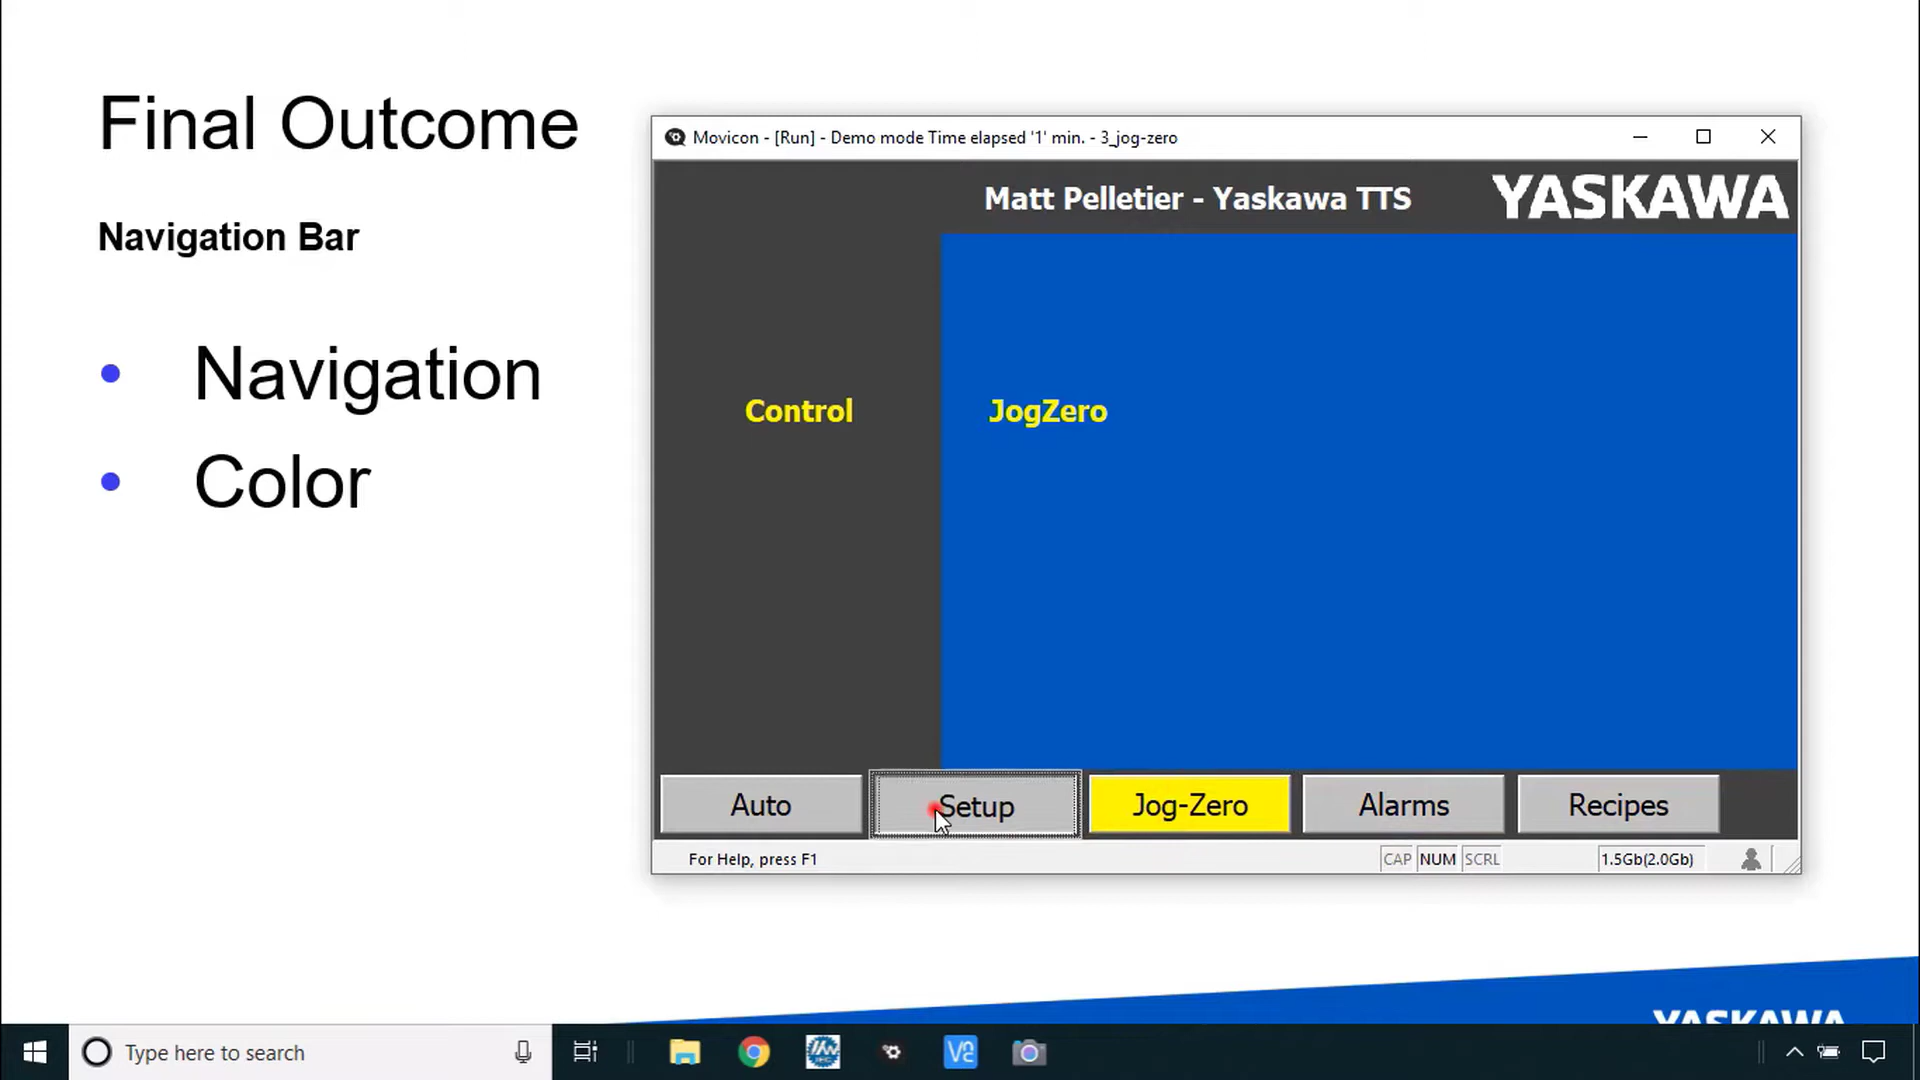 Final Outcome
Navigation Bar
• Navigation
• Color
Movicon - [Run] - Demo mode Time elapsed '1' min. - 3_jog-zero
Matt Pelletier - Yaskawa TTS
YASKAWA
Control
JogZero
Auto
Setup
Jog-Zero
Alarms
Recipes
For Help, press F1
CAP NUM SCRL
1.5Gb(2.0Gb)
YASKAWA
Type here to search